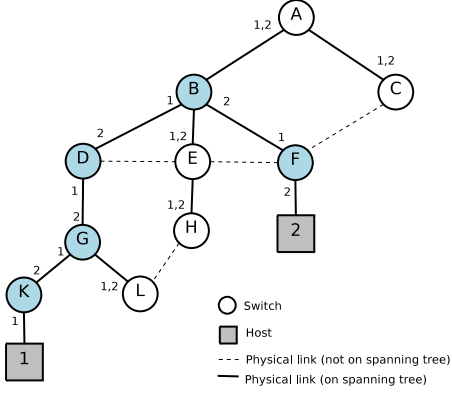 A
1,2
1,2
B
C
1
2
2
1,2
1
D
E
F
1
1,2
2
2
G
H
2
1
2
1,2
K
L
1
1
Switch
Host
Physical link (not on spanning tree)
Physical link (on spanning tree)